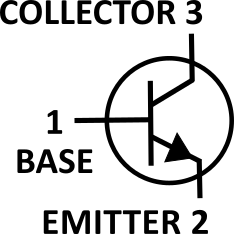 COLLECTOR 3
1
BASE
EMITTER 2